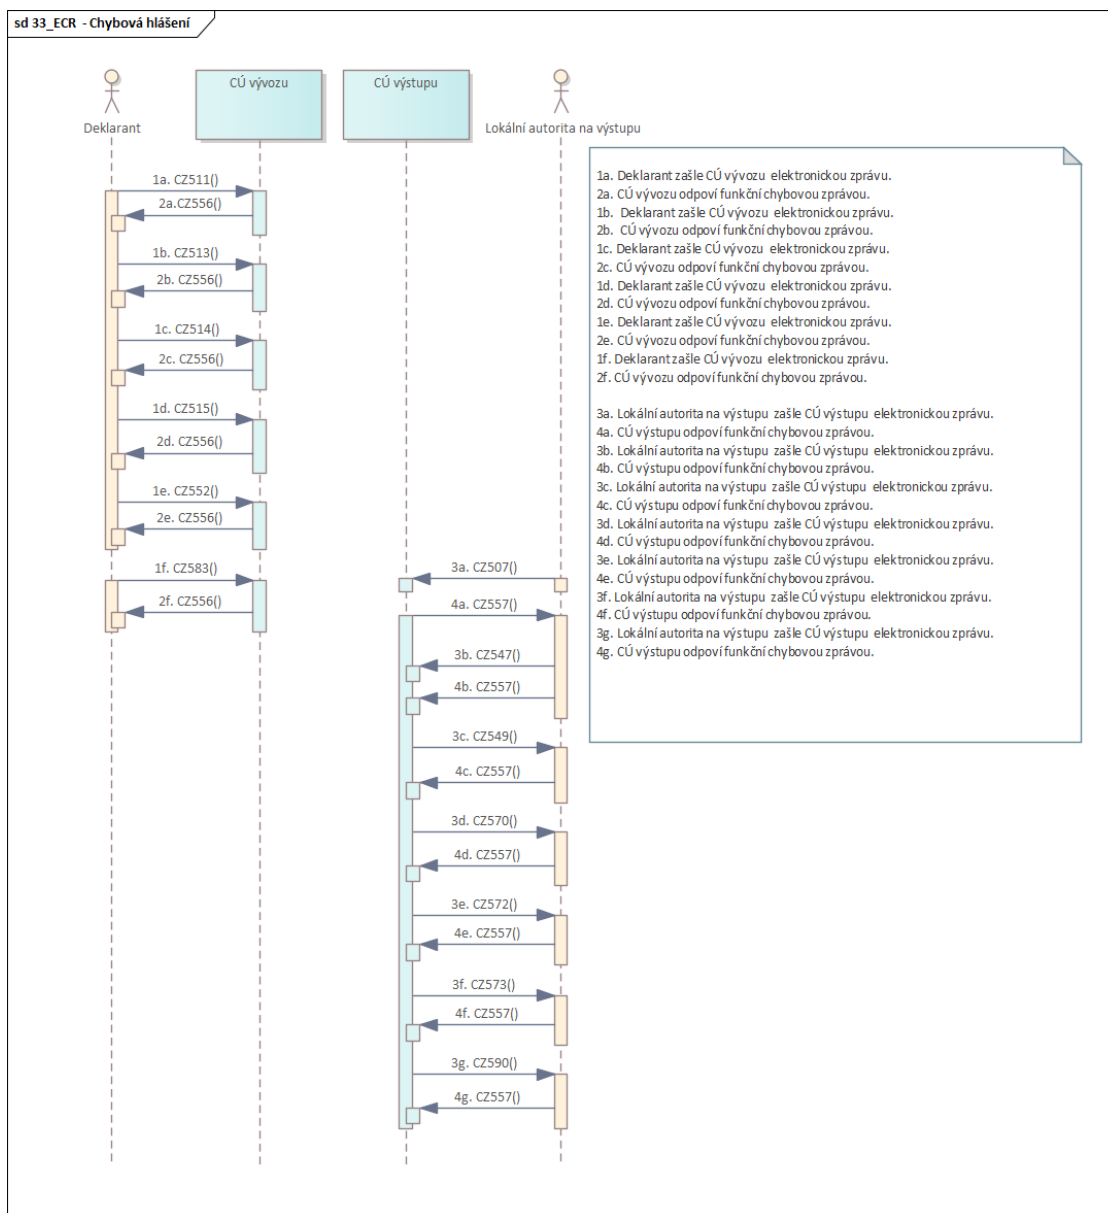 sd 33_ECR - Chybová hlášení
Deklarant
CÚ vývozu
CÚ výstupu
Lokální autorita na výstupu
1a. CZ511()
2a.CZ556()
1b. CZ513()
2b. CZ556()
1c. CZ514()
2c. CZ556()
1d. CZ515()
2d. CZ556()
1e. CZ552()
2e. CZ556()
1f. CZ583()
2f. CZ556()
3a. CZ507()
4a. CZ557()
3b. CZ547()
4b. CZ557()
3c. CZ549()
4c. CZ557()
3d. CZ570()
4d. CZ557()
3e. CZ572()
4e. CZ557()
3f. CZ573()
4f. CZ557()
3g. CZ590()
4g. CZ557()
1a. Deklarant zašle CÚ vývozu elektronickou zprávu.
2a. CÚ vývozu odpoví funkční chybovou zprávou.
1b. Deklarant zašle CÚ vývozu elektronickou zprávu.
2b. CÚ vývozu odpoví funkční chybovou zprávou.
1c. Deklarant zašle CÚ vývozu elektronickou zprávu.
2c. CÚ vývozu odpoví funkční chybovou zprávou.
1d. Deklarant zašle CÚ vývozu elektronickou zprávu.
2d. CÚ vývozu odpoví funkční chybovou zprávou.
1e. Deklarant zašle CÚ vývozu elektronickou zprávu.
2e. CÚ vývozu odpoví funkční chybovou zprávou.
1f. Deklarant zašle CÚ vývozu elektronickou zprávu.
2f. CÚ vývozu odpoví funkční chybovou zprávou.
3a. Lokální autorita na výstupu zašle CÚ výstupu elektronickou zprávu.
4a. CÚ výstupu odpoví funkční chybovou zprávou.
3b. Lokální autorita na výstupu zašle CÚ výstupu elektronickou zprávu.
4b. CÚ výstupu odpoví funkční chybovou zprávou.
3c. Lokální autorita na výstupu zašle CÚ výstupu elektronickou zprávu.
4c. CÚ výstupu odpoví funkční chybovou zprávou.
3d. Lokální autorita na výstupu zašle CÚ výstupu elektronickou zprávu.
4d. CÚ výstupu odpoví funkční chybovou zprávou.
3e. Lokální autorita na výstupu zašle CÚ výstupu elektronickou zprávu.
4e. CÚ výstupu odpoví funkční chybovou zprávou.
3f. Lokální autorita na výstupu zašle CÚ výstupu elektronickou zprávu.
4f. CÚ výstupu odpoví funkční chybovou zprávou.
3g. Lokální autorita na výstupu zašle CÚ výstupu elektronickou zprávu.
4g. CÚ výstupu odpoví funkční chybovou zprávou.